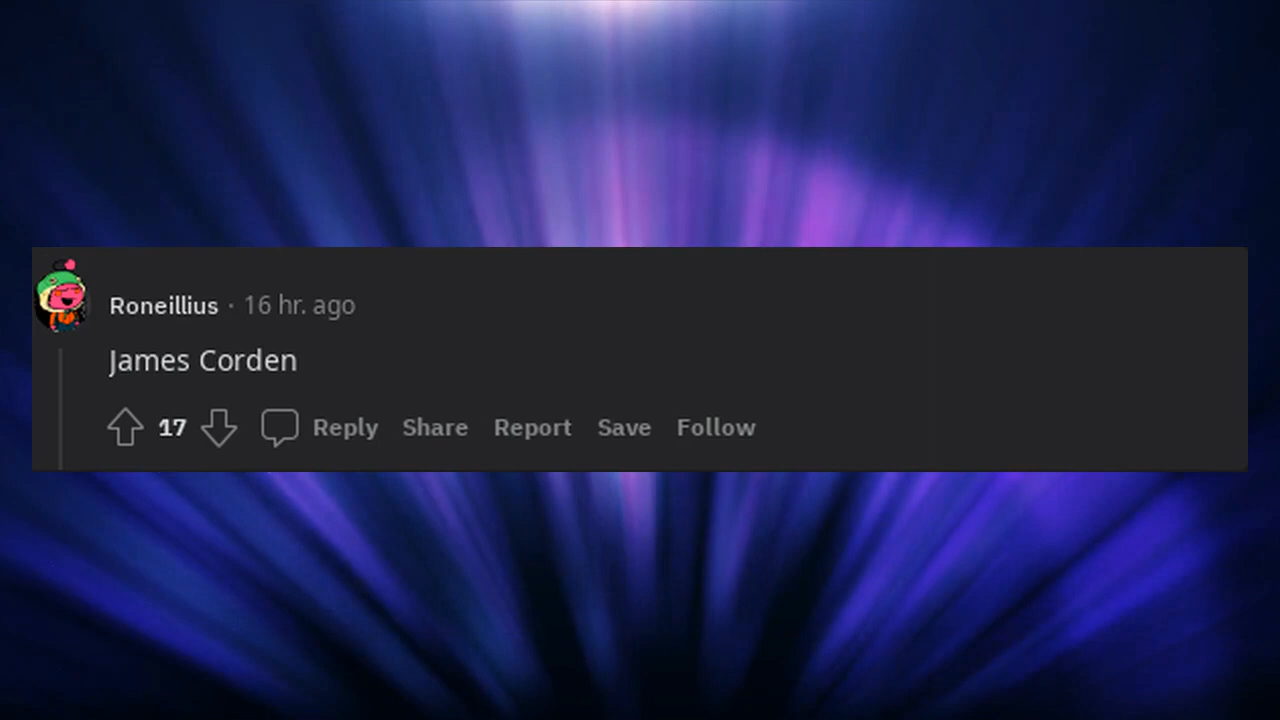 Roneillius · 16 hr. ago
James Corden
17 Reply Share Report Save Follow